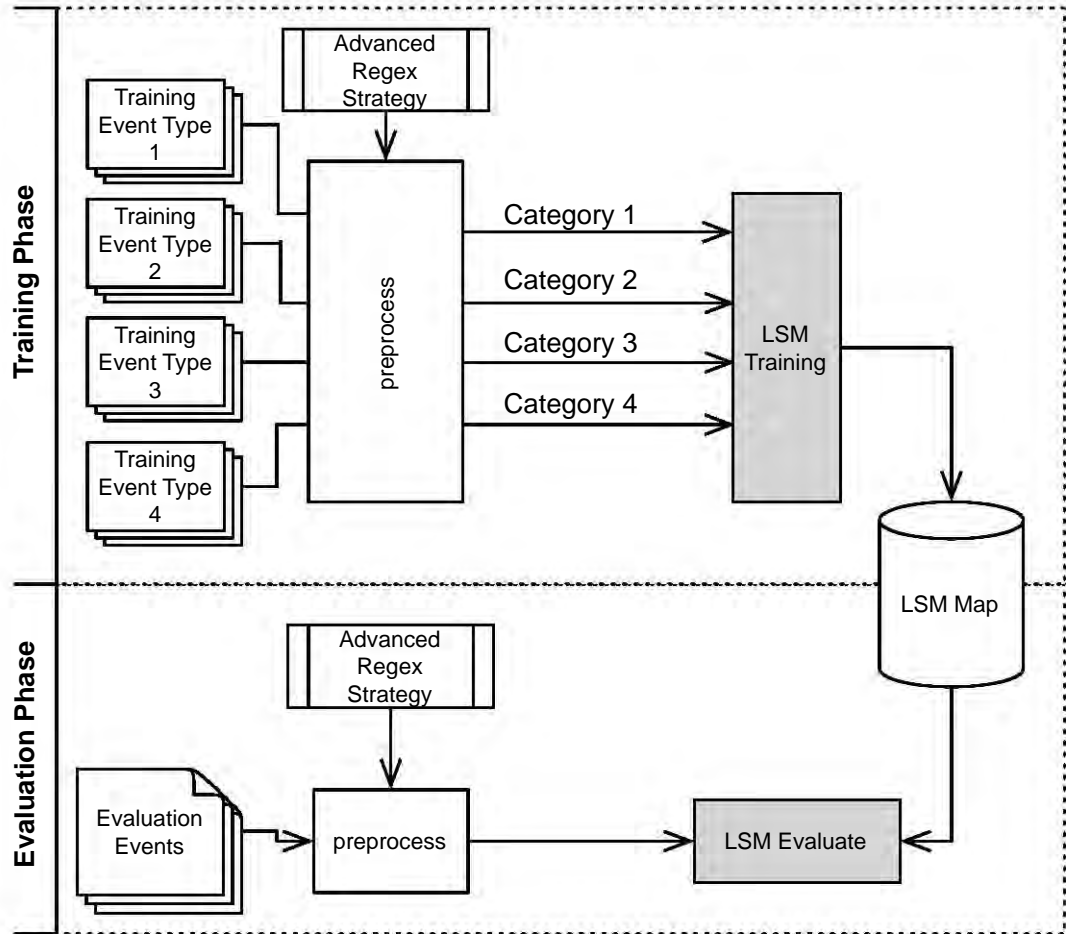 Training Phase
Advanced
Regex
Strategy
Training
Event Type
1
Training
Event Type
2
Training
Event Type
3
Training
Event Type
4
preprocess
Category 1
Category 2
Category 3
Category 4
LSM
Training
LSM Map
Evaluation Phase
Advanced
Regex
Strategy
Evaluation
Events
preprocess
LSM Evaluate